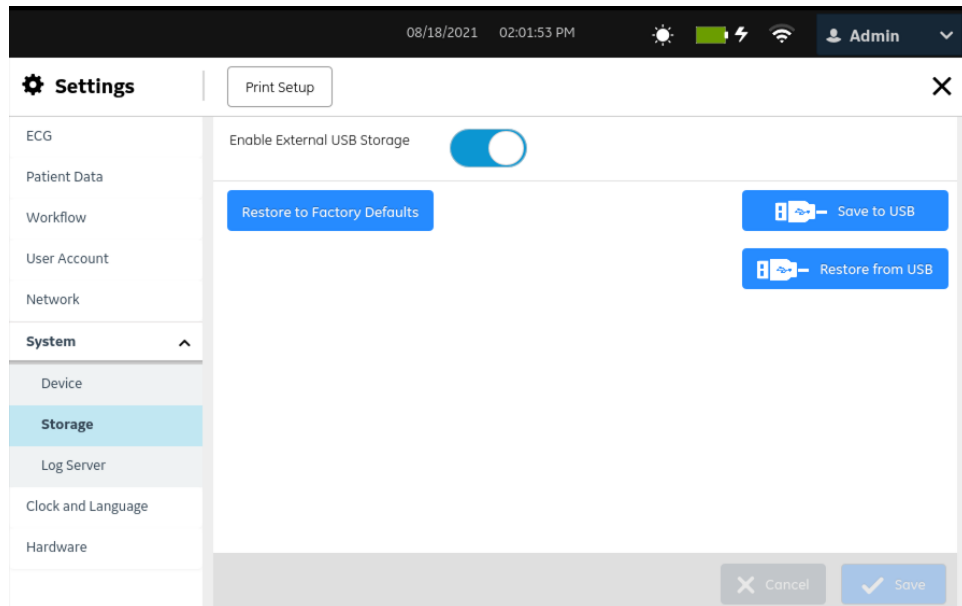 08/18/2021 02:01:53 PM Admin
Settings
Print Setup
ECG
Patient Data
Workflow
User Account
Network
System
Device
Storage
Log Server
Clock and Language
Hardware
Enable External USB Storage
Restore to Factory Defaults
Save to USB
Restore from USB
Cancel
Save